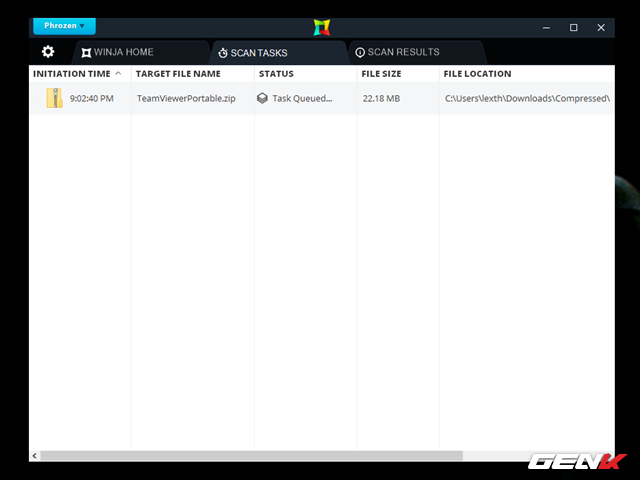 Phrozen
WINJA HOME
SCAN TASKS
SCAN RESULTS
INITIATION TIME TARGET FILE NAME STATUS FILE SIZE FILE LOCATION
9:02:40 PM TeamViewerPortable.zip Task Queued... 22.18 MB C:\Users\lexth\Downloads\Compressed\
GENK